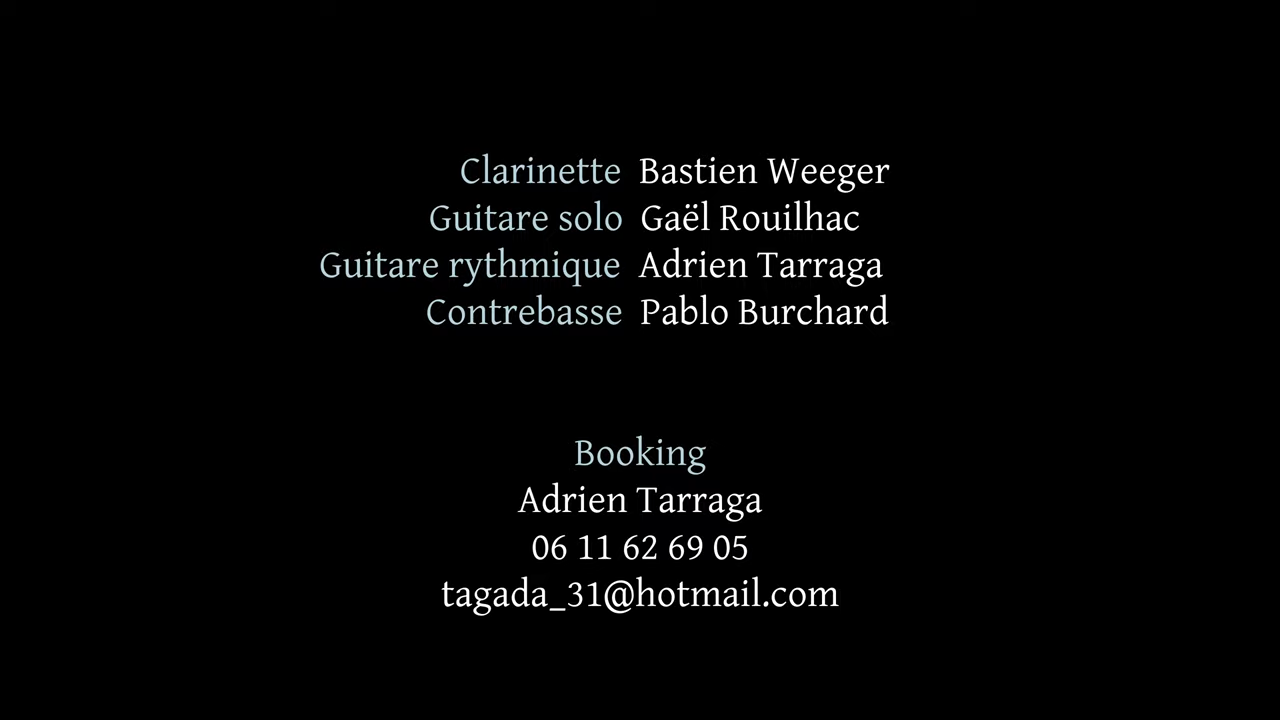 Clarinette Bastien Weeger
Guitare solo Gaël Rouilhac
Guitare rythmique Adrien Tarraga
Contrebasse Pablo Burchard
Booking
Adrien Tarraga
06 11 62 69 05
tagada_31@hotmail.com